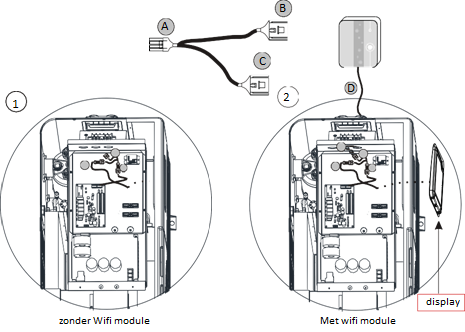 A
B
C
D
1
2
display
zonder Wifi module
Met wifi module